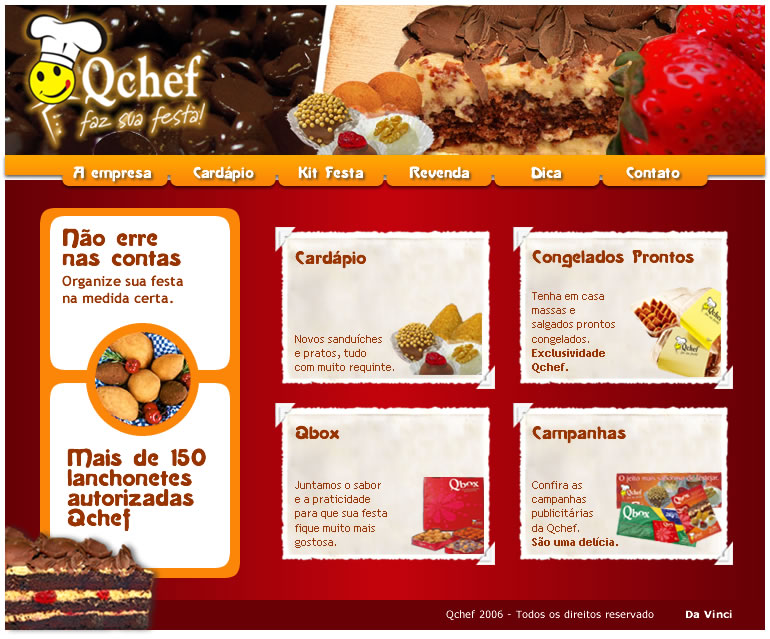 Qchef
faz sua festa!
A empresa
Cardápio
Kit Festa
Revenda
Dica
Contato
Não erre
nas contas
Organize sua festa
na medida certa.
Mais de 150
lanchonetes
autorizadas
Qchef
Cardápio
Novos sanduíches
e pratos, tudo
com muito requinte.
Congelados Prontos
Tenha em casa
massas e
salgados prontos
congelados.
Exclusividade
Qchef.
Qchef
Qbox
Juntamos o sabor
e a praticidade
para que sua festa
fique muito mais
gostosa.
Qbox
Campanhas
Confira as
campanhas
publicitárias
da Qchef.
São uma delícia.
Qbox
Qchef 2006 - Todos os direitos reservado
Da Vinci